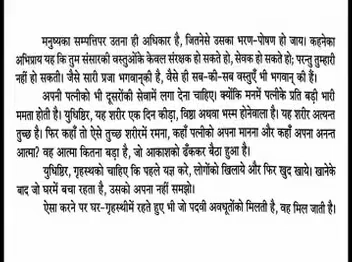 मनुष्यका सम्पत्तिपर उतना ही अधिकार है, जितनेसे उसका भरण-पोषण हो जाय। कहनेका
अभिप्राय यह कि तुम संसारकी वस्तुओंके केवल संरक्षक हो सकते हो, सेवक हो सकते हो; परन्तु तुम्हारी
नहीं हो सकती। जैसे सारी प्रजा भगवान्‌की है, वैसे ही सब-की-सब वस्तुएँ भी भगवान् की हैं।
अपनी पत्नीको भी दूसरोंकी सेवामें लगा देना चाहिए। क्योंकि मनमें पत्नीके प्रति बड़ी भारी
ममता होती है। युधिष्ठिर, यह शरीर एक दिन कीड़ा, विष्ठा अथवा भस्म होनेवाला है। यह शरीर अत्यन्त
तुच्छ है। फिर कहाँ तो ऐसे तुच्छ शरीरमें रमना, कहाँ पत्नीको अपना मानना और कहाँ अपना अनन्त
आत्मा? वह आत्मा कितना बड़ा है, जो आकाशको ढँककर बैठा हुआ है।
युधिष्ठिर, गृहस्थको चाहिए कि पहले यज्ञ करे, लोगोंको खिलाये और फिर खुद खाये। खानेके
बाद जो घरमें बचा रहता है, उसको अपना नहीं समझो।
ऐसा करने पर घर-गृहस्थीमें रहते हुए भी जो पदवी अवधूतोंको मिलती है, वह मिल जाती है।